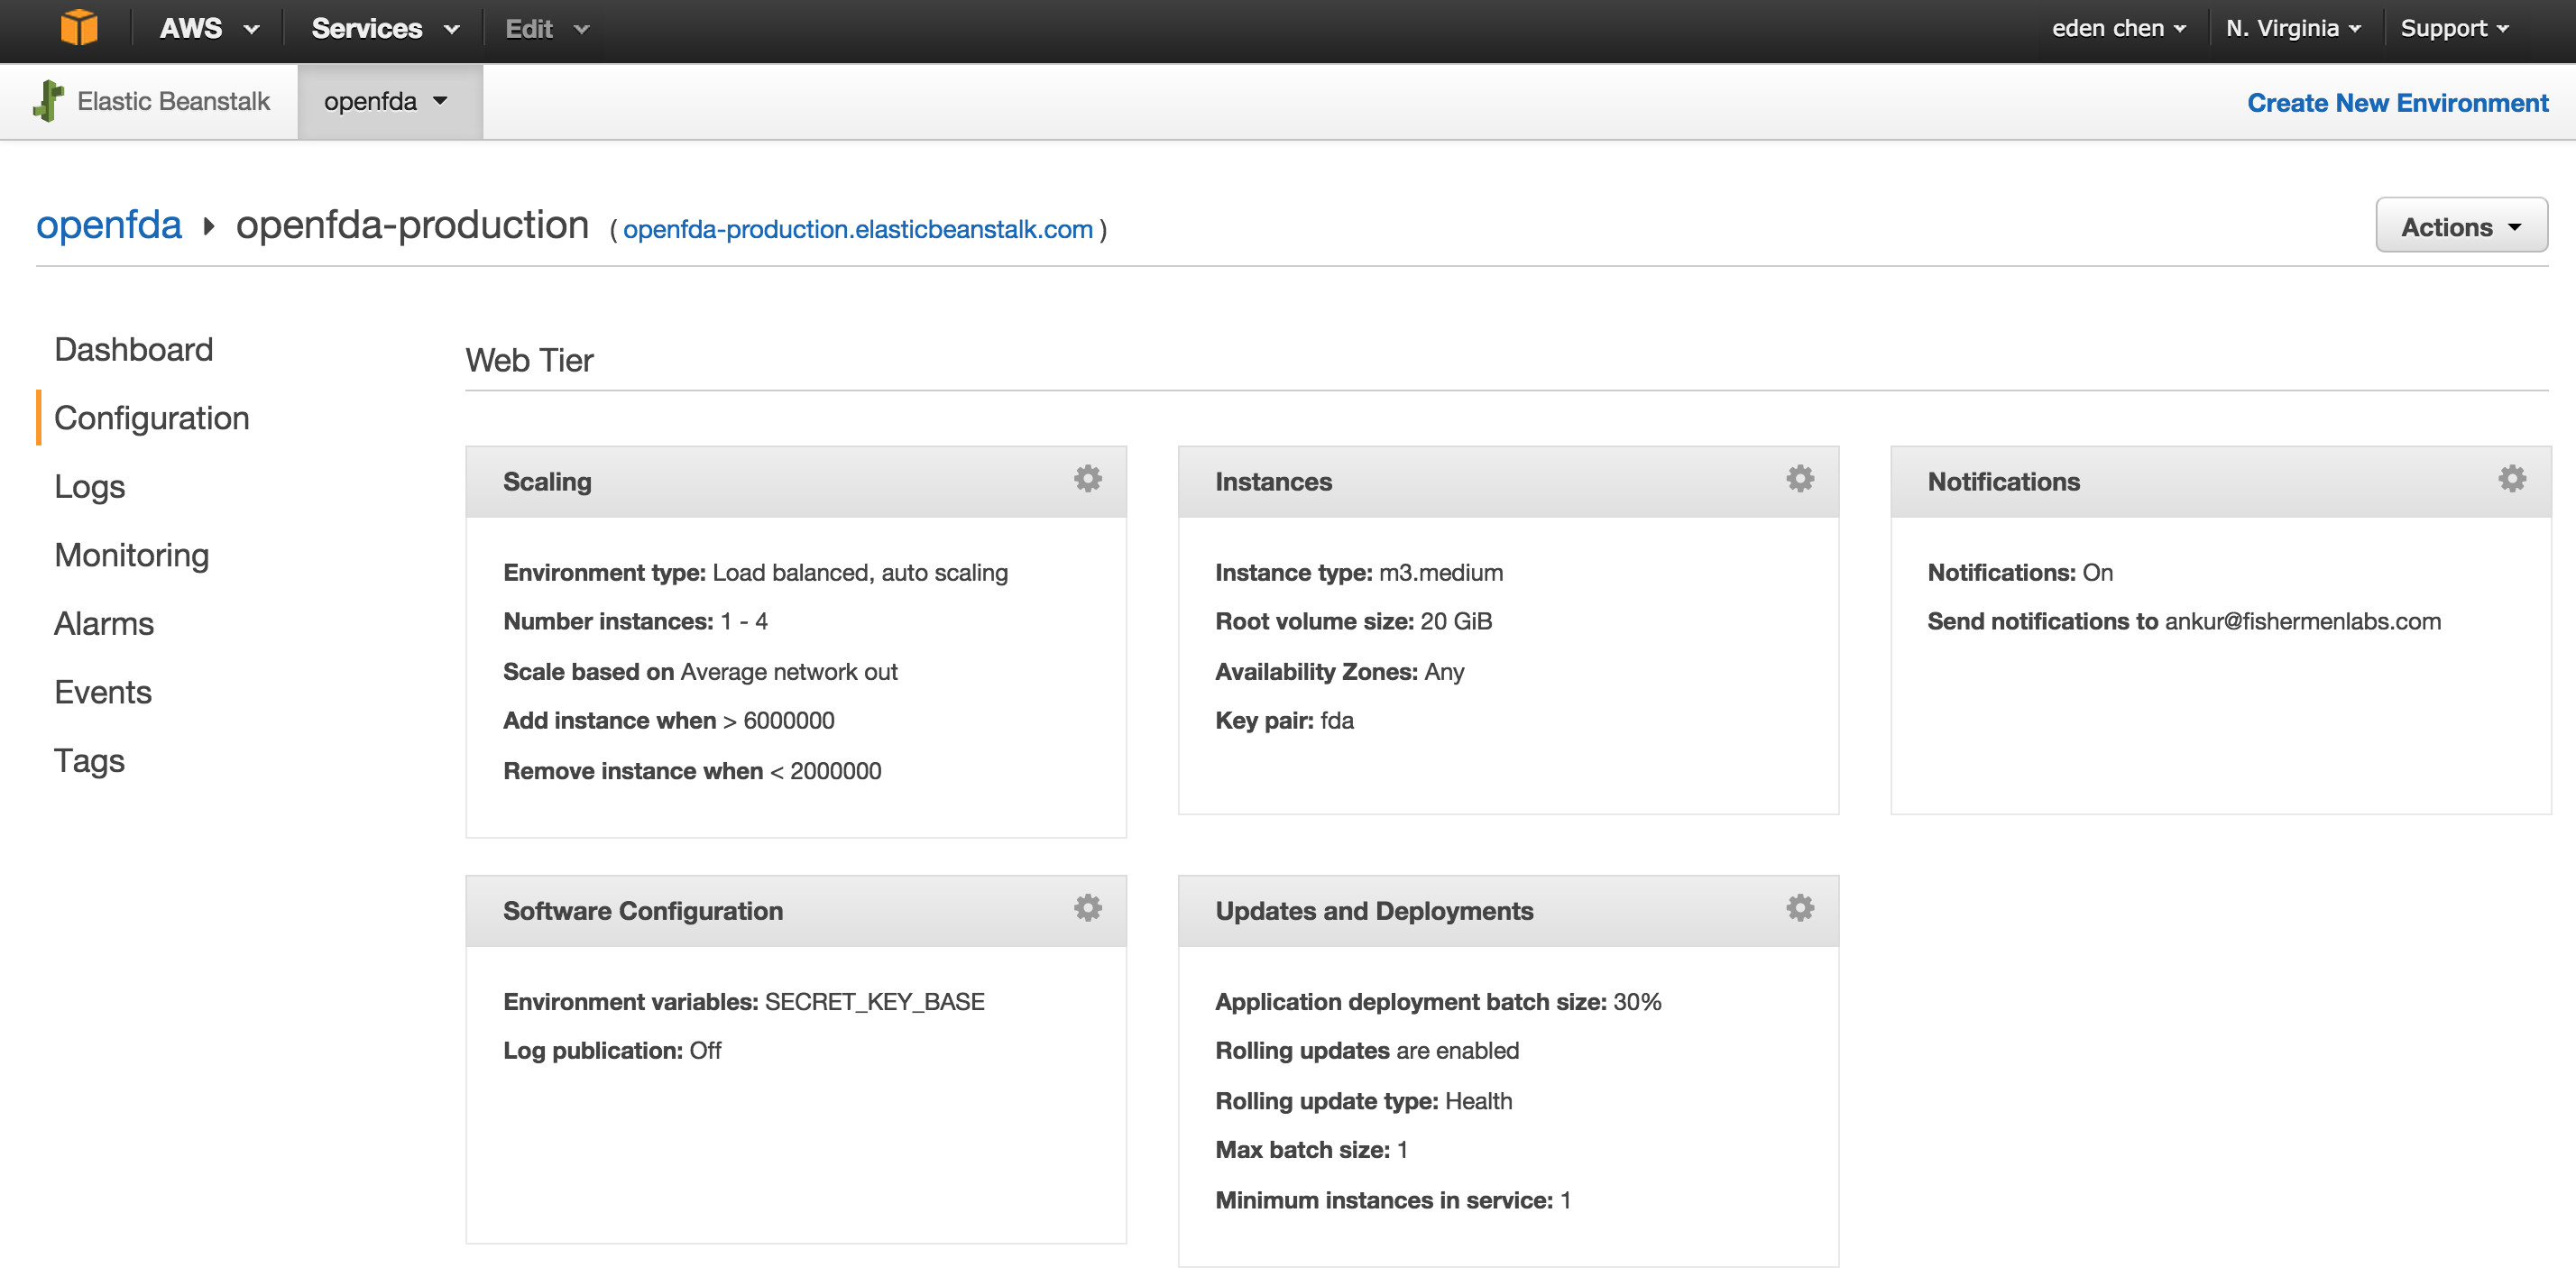 AWS Services Edit eden chen N. Virginia Support
Elastic Beanstalk openfda Create New Environment
openfda openfda-production ( openfda-production.elasticbeanstalk.com ) Actions
Dashboard
Configuration
Logs
Monitoring
Alarms
Events
Tags
Web Tier
Scaling
Environment type: Load balanced, auto scaling
Number instances: 1 - 4
Scale based on Average network out
Add instance when > 6000000
Remove instance when < 2000000
Instances
Instance type: m3.medium
Root volume size: 20 GiB
Availability Zones: Any
Key pair: fda
Notifications
Notifications: On
Send notifications to ankur@fishermenlabs.com
Software Configuration
Environment variables: SECRET_KEY_BASE
Log publication: Off
Updates and Deployments
Application deployment batch size: 30%
Rolling updates are enabled
Rolling update type: Health
Max batch size: 1
Minimum instances in service: 1